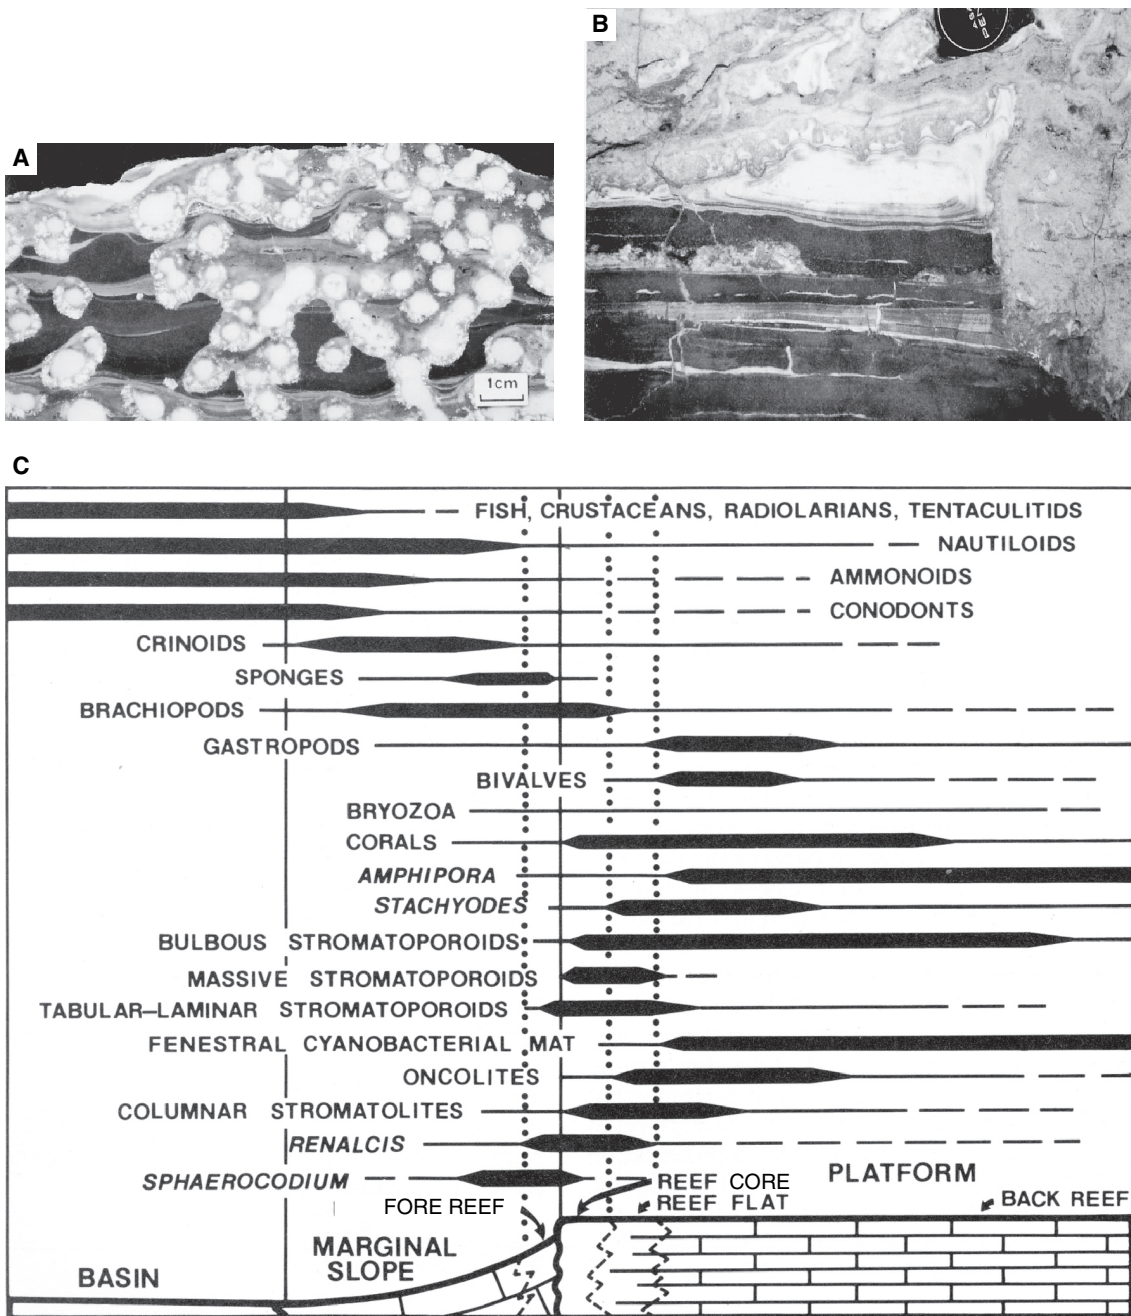 A
1cm
B
PEN
C
FISH, CRUSTACEANS, RADIOLARIANS, TENTACULITIDS
NAUTILOIDS
AMMONOIDS
CONODONTS
CRINOIDS
SPONGES
BRACHIOPODS
GASTROPODS
BIVALVES
BRYOZOA
CORALS
AMPHIPORA
STACHYODES
BULBOUS STROMATOPOROIDS
MASSIVE STROMATOPOROIDS
TABULAR–LAMINAR STROMATOPOROIDS
FENESTRAL CYANOBACTERIAL MAT
ONCOLITES
COLUMNAR STROMATOLITES
RENALCIS
SPHAEROCODIUM
REEF CORE
PLATFORM
FORE REEF
REEF FLAT
BACK REEF
MARGINAL
SLOPE
BASIN